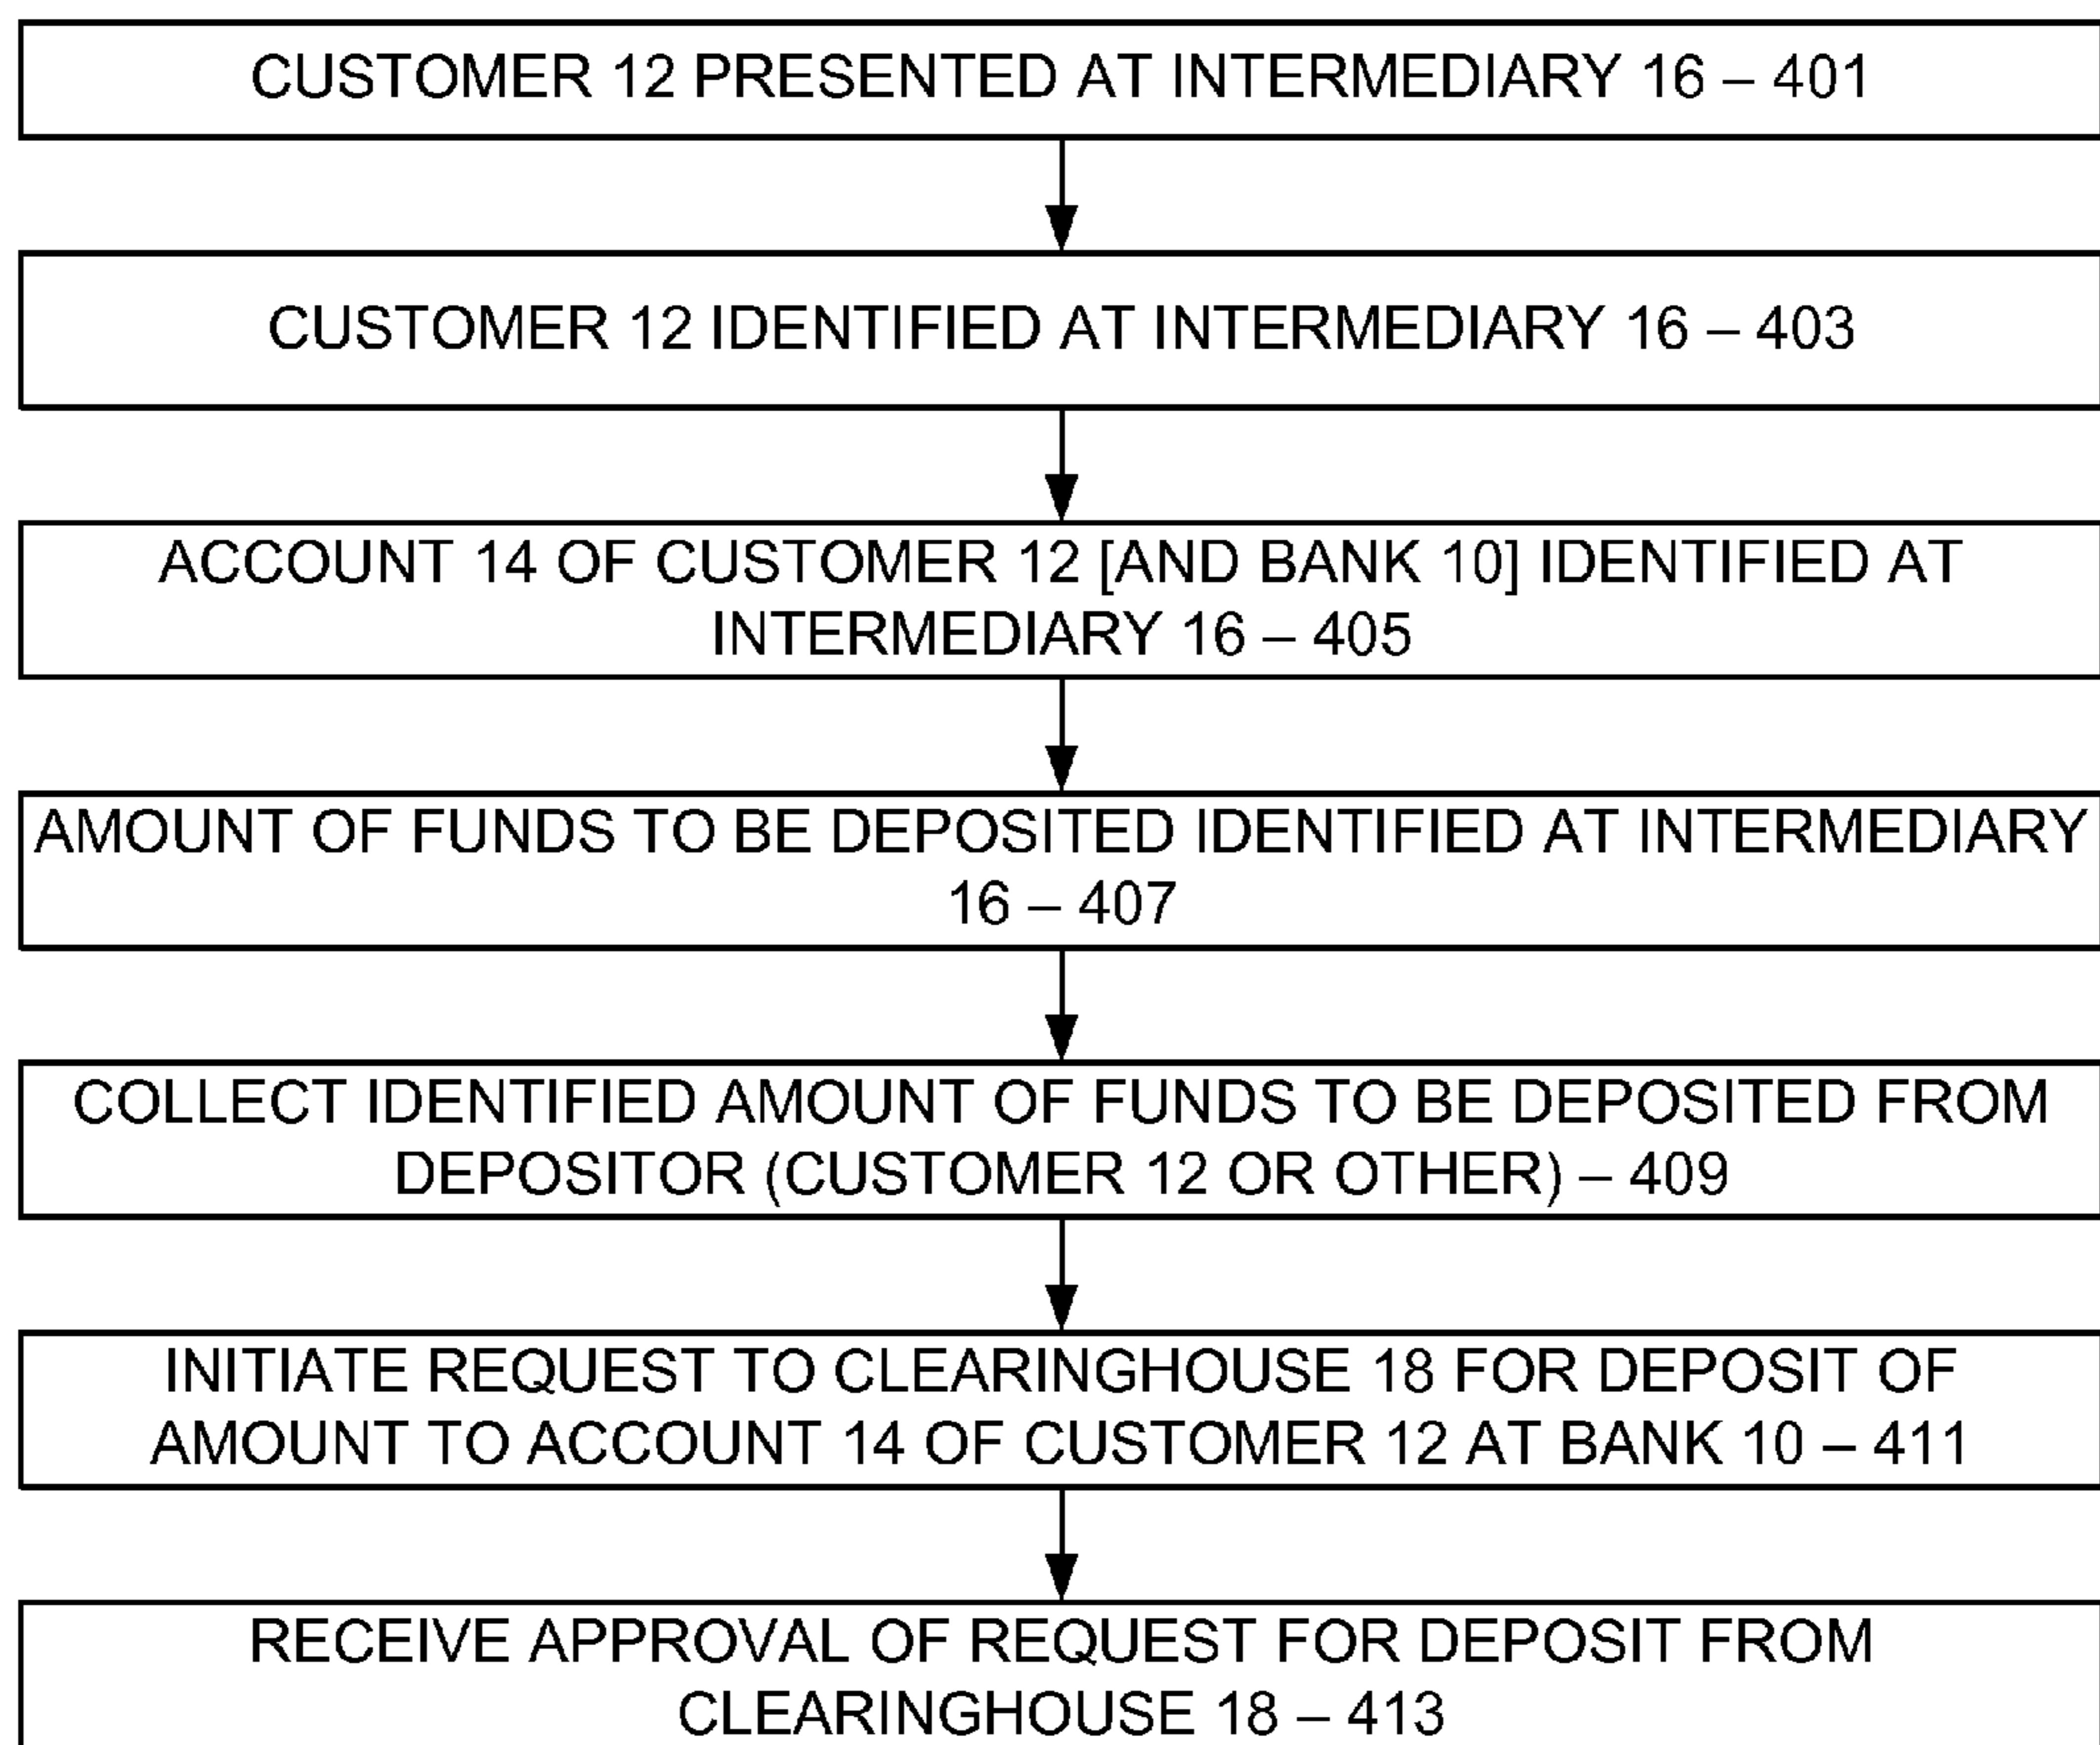 CUSTOMER 12 PRESENTED AT INTERMEDIARY 16 – 401
CUSTOMER 12 IDENTIFIED AT INTERMEDIARY 16 – 403
ACCOUNT 14 OF CUSTOMER 12 [AND BANK 10] IDENTIFIED AT
INTERMEDIARY 16 – 405
AMOUNT OF FUNDS TO BE DEPOSITED IDENTIFIED AT INTERMEDIARY
16 – 407
COLLECT IDENTIFIED AMOUNT OF FUNDS TO BE DEPOSITED FROM
DEPOSITOR (CUSTOMER 12 OR OTHER) – 409
INITIATE REQUEST TO CLEARINGHOUSE 18 FOR DEPOSIT OF
AMOUNT TO ACCOUNT 14 OF CUSTOMER 12 AT BANK 10 – 411
RECEIVE APPROVAL OF REQUEST FOR DEPOSIT FROM
CLEARINGHOUSE 18 – 413